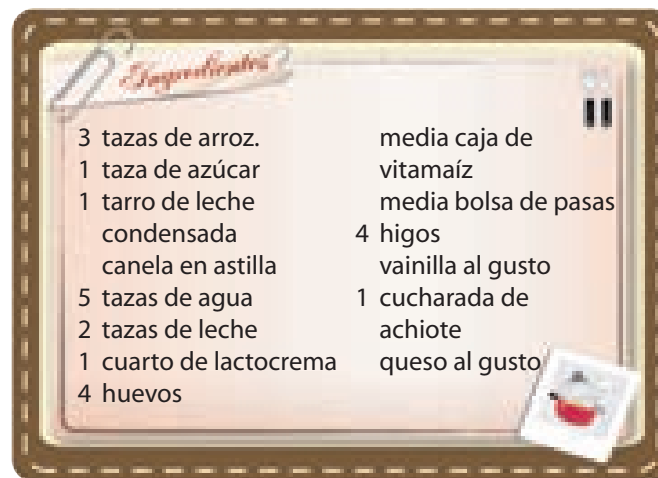 Ingredientes
3 tazas de arroz.
1 taza de azúcar
1 tarro de leche
condensada
canela en astilla
5 tazas de agua
2 tazas de leche
1 cuarto de lactocrema
4 huevos
media caja de
vitamaíz
media bolsa de pasas
4 higos
vainilla al gusto
1 cucharada de
achiote
queso al gusto